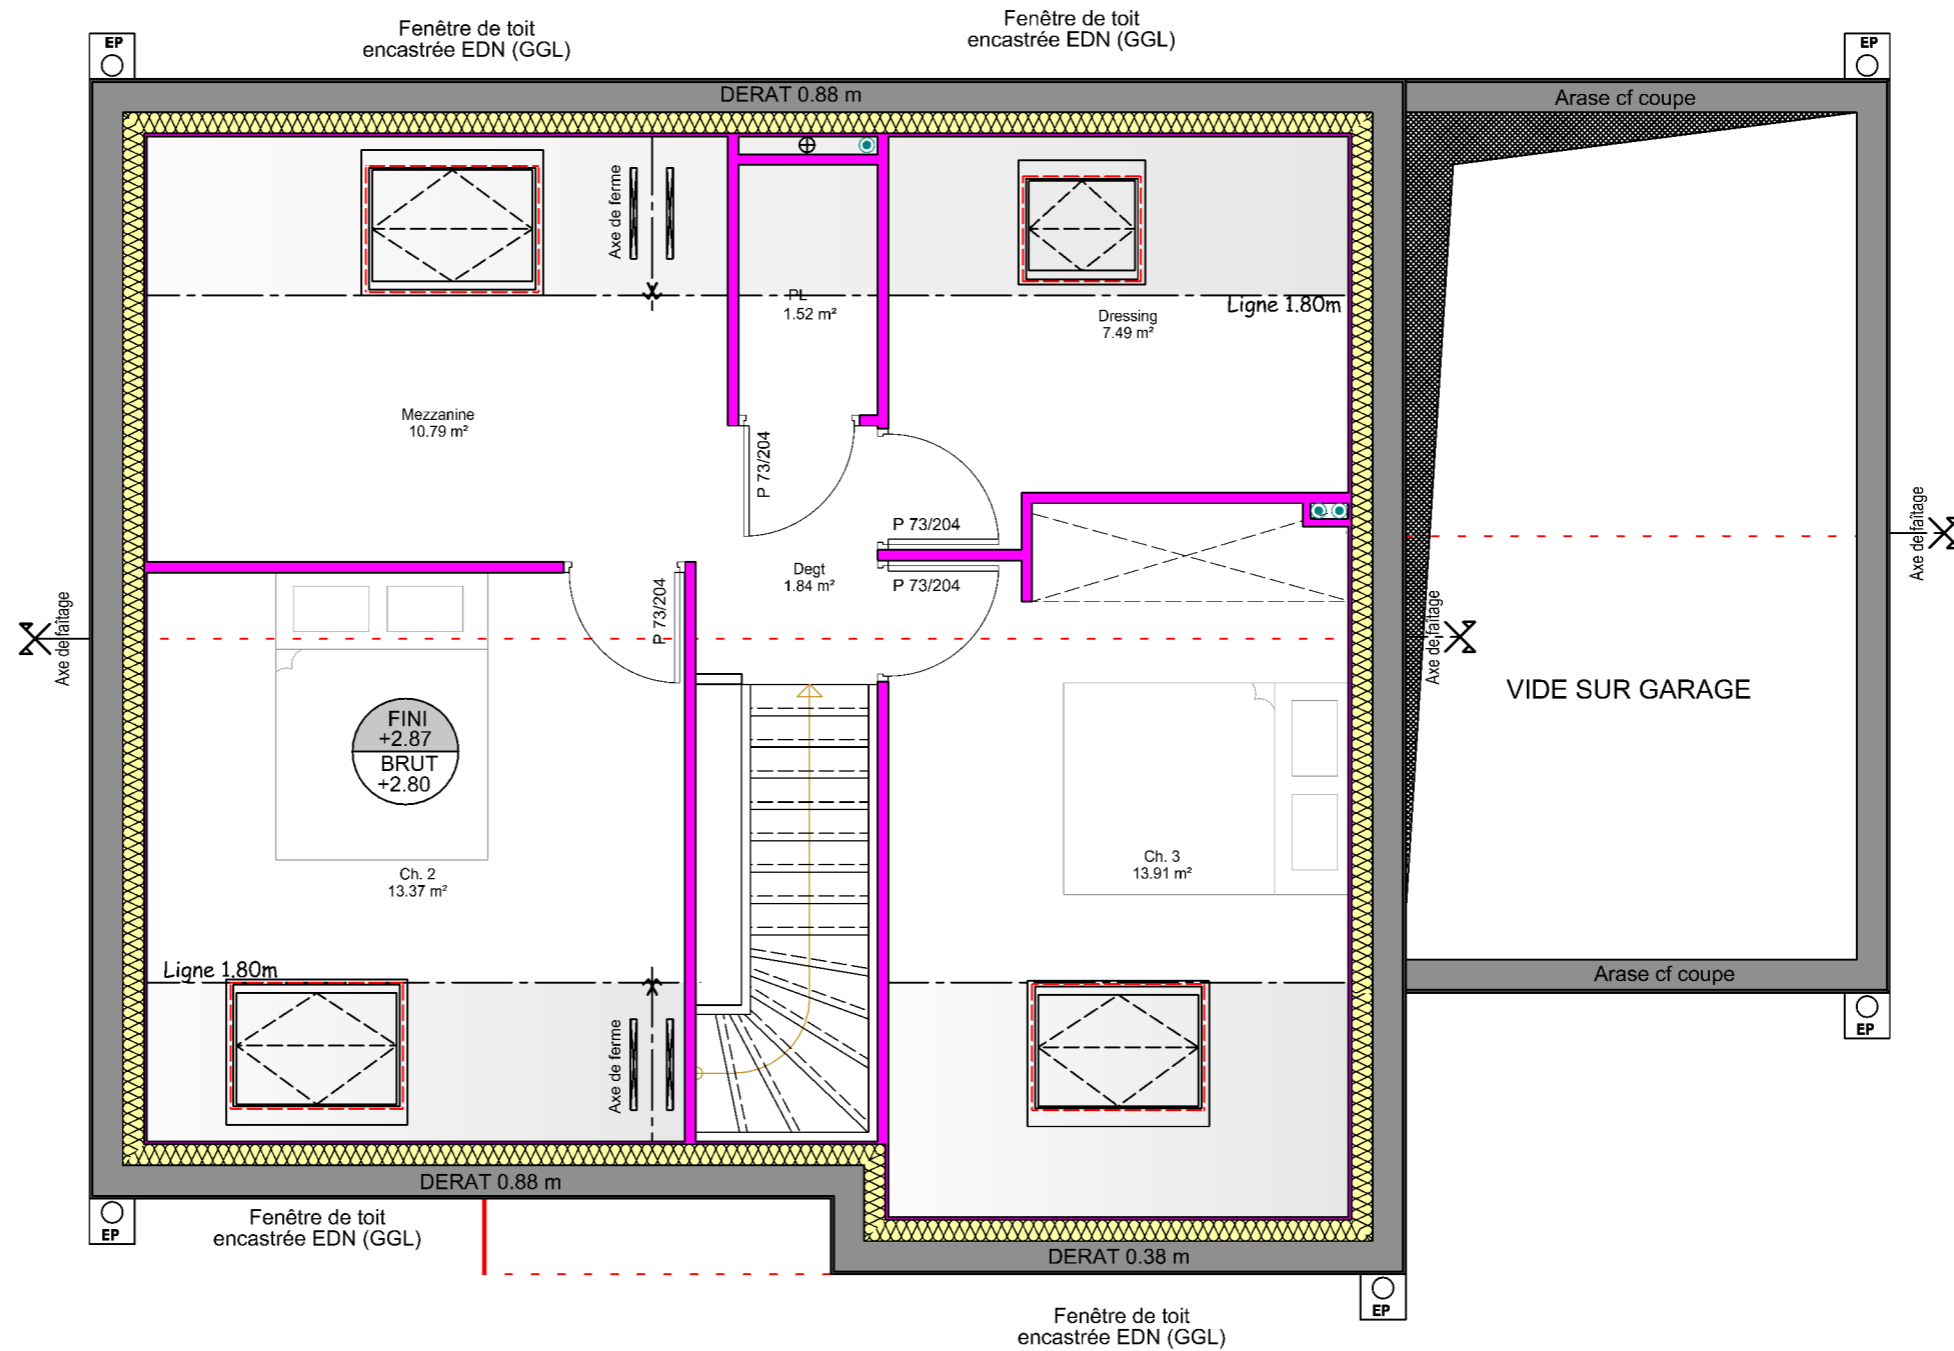 Fenêtre de toit
encastrée EDN (GGL)
Fenêtre de toit
encastrée EDN (GGL)
EP
EP
DERAT 0.88 m
Arase cf coupe
Axe de ferme
PL
1.52 m²
Ligne 1.80m
Dressing
7.49 m²
Mezzanine
10.79 m²
P 73/204
P 73/204
P 73/204
P 73/204
Degt
1.84 m²
Axe de faîtage
Axe de faîtage
Axe de faîtage
VIDE SUR GARAGE
FINI
+2.87
BRUT
+2.80
Ch. 2
13.37 m²
Ch. 3
13.91 m²
Ligne 1.80m
Arase cf coupe
Axe de ferme
EP
DERAT 0.88 m
EP
Fenêtre de toit
encastrée EDN (GGL)
DERAT 0.38 m
EP
Fenêtre de toit
encastrée EDN (GGL)